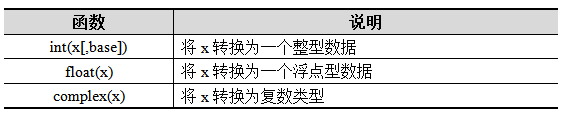 函数 说明
int(x[,base]) 将 x 转换为一个整型数据
float(x) 将 x 转换为一个浮点型数据
complex(x) 将 x 转换为复数类型